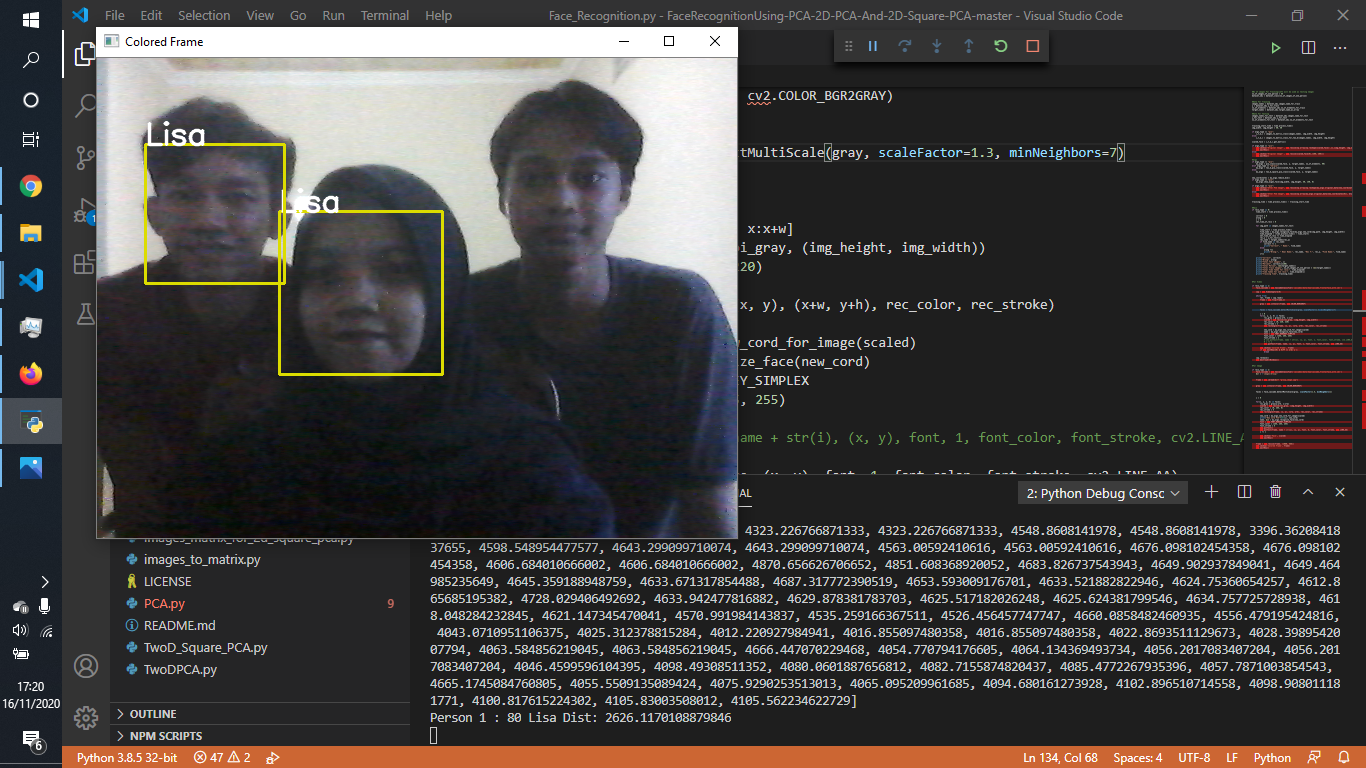 File Edit Selection View Go Run Terminal Help
Face_Recognition.py - FaceRecognitionUsing-PCA-2D-PCA-And-2D-Square-PCA-master - Visual Studio Code
Colored Frame
Lisa
Lisa
cv2.COLOR_BGR2GRAY)
tMultiScale(gray, scaleFactor=1.3, minNeighbors=7)
x:x+w]
i_gray, (img_height, img_width))
20)
x, y), (x+w, y+h), rec_color, rec_stroke)
_cord_for_image(scaled)
ze_face(new_cord)
Y_SIMPLEX
, 255)
name + str(i), (x, y), font, 1, font_color, font_stroke, cv2.LINE_A
images_matrix_for_2d_square_pca.py
images_to_matrix.py
LICENSE
PCA.py 9
README.md
TwoD_Square_PCA.py
TwoDPCA.py
OUTLINE
NPM SCRIPTS
AL
2: Python Debug Consc
4323.226766871333, 4323.226766871333, 4548.8608141978, 4548.8608141978, 3396.36208418
37655, 4598.548954477577, 4643.299099710074, 4643.299099710074, 4563.00592410616, 4563.00592410616, 4676.098102454358, 4676.098102
454358, 4606.684010666002, 4606.684010666002, 4870.656626706652, 4851.608368920052, 4683.826737543943, 4649.902937849041, 4649.464
985235649, 4645.359188948759, 4633.671317854488, 4687.317772390519, 4653.593009176701, 4633.521882822946, 4624.75360654257, 4612.8
65685195382, 4728.029406492692, 4633.942477816882, 4629.878381783703, 4625.517182026248, 4625.624381799546, 4634.757725728938, 461
8.048284232845, 4621.147345470041, 4570.991984143837, 4535.259166367511, 4526.456457747747, 4660.0858482460935, 4556.479195424816,
4043.0710951106375, 4025.312378815284, 4012.220927984941, 4016.855097480358, 4016.855097480358, 4022.8693511129673, 4028.39895420
07794, 4063.584856219045, 4063.584856219045, 4666.447070229468, 4054.770794176605, 4064.134369493734, 4056.2017083407204, 4056.201
7083407204, 4046.4599596104395, 4098.49308511352, 4080.0601887656812, 4082.7155874820437, 4085.4772267935396, 4057.7871003854543,
4665.1745084760805, 4055.5509135089424, 4075.9290253513013, 4065.095209961685, 4094.680161273928, 4102.896510714558, 4098.90801118
1771, 4100.817615224302, 4105.83003508012, 4105.562234622729]
Person 1 : 80 Lisa Dist: 2626.1170108879846
17:20
16/11/2020
6
1
Python 3.8.5 32-bit 47 2
Ln 134, Col 68 Spaces: 4 UTF-8 LF Python